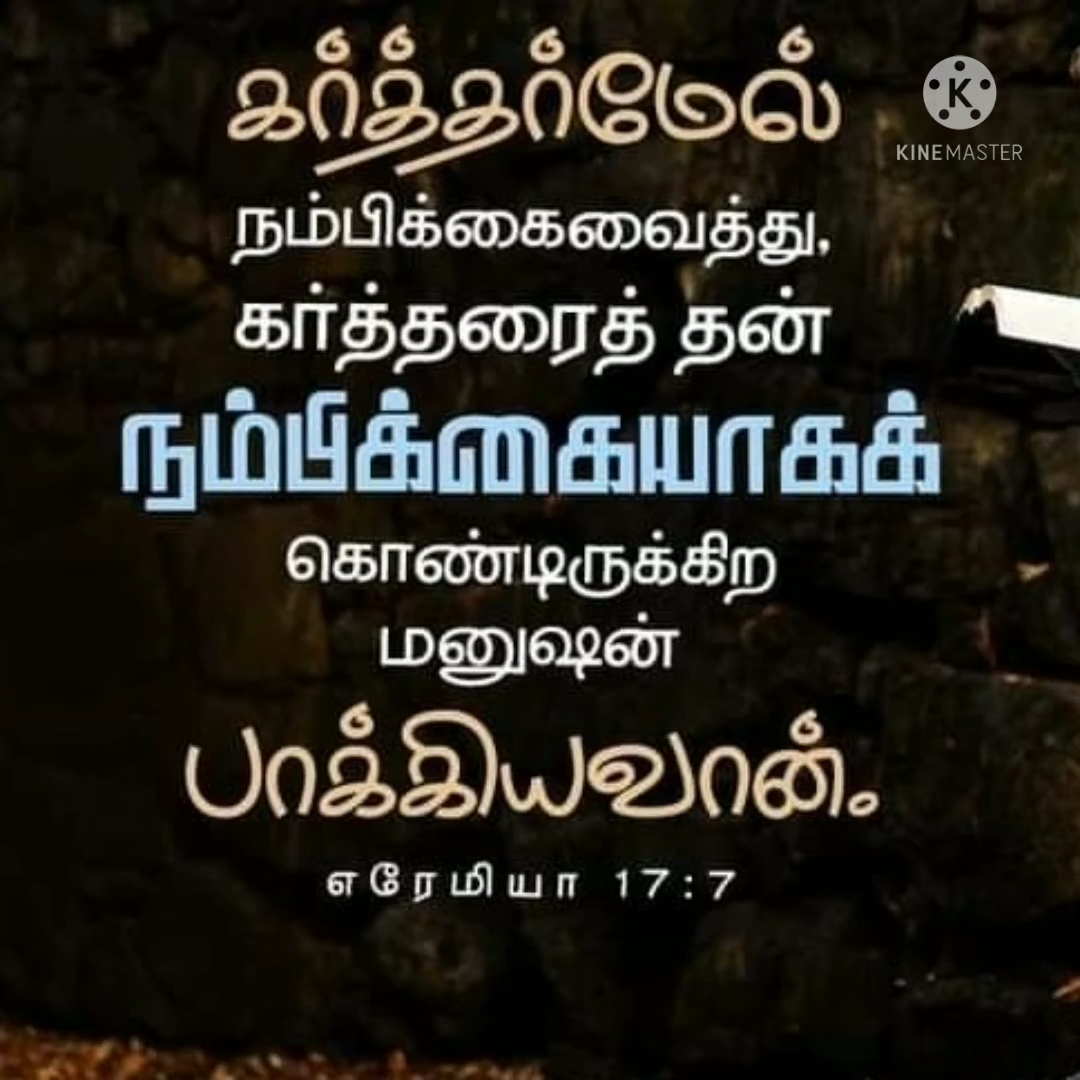 கர்த்தர்மேல்
நம்பிக்கைவைத்து,
கர்த்தரைத் தன்
நம்பிக்கையாகக்
கொண்டிருக்கிற
மனுஷன்
பாக்கியவான்.
எரேமியா 17:7
K
KINEMASTER